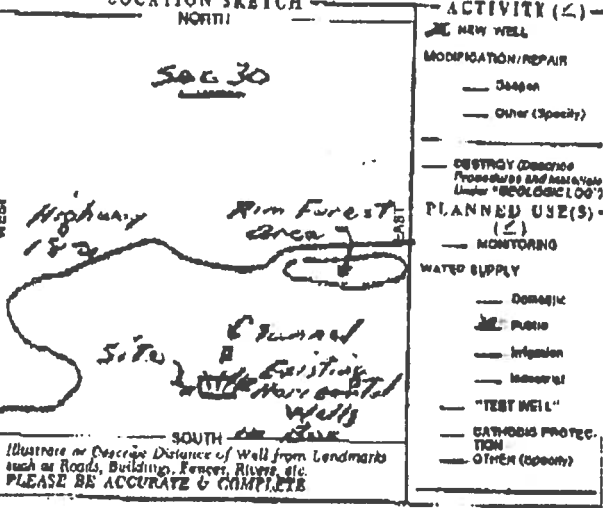 LOCATION SKETCH
NORTH
Sec 30
WEST
Highway
Rim Forest
Area
EAST
Tunnel
Site
Existing
Horizontal
Wells
SOUTH
Illustrate or Describe Distance of Well from Landmarks
such as Roads, Buildings, Fences, Rivers, etc.
PLEASE BE ACCURATE & COMPLETE
ACTIVITY (∠)
NEW WELL
MODIFICATION/REPAIR
Deepen
Other (Specify)
DESTROY (Describe
Procedures and Materials
Under "GEOLOGIC LOG")
PLANNED USE(S)
(∠)
MONITORING
WATER SUPPLY
Domestic
Public
Irrigation
Industrial
"TEST WELL"
CATHODIC PROTEC-
TION
OTHER (Specify)